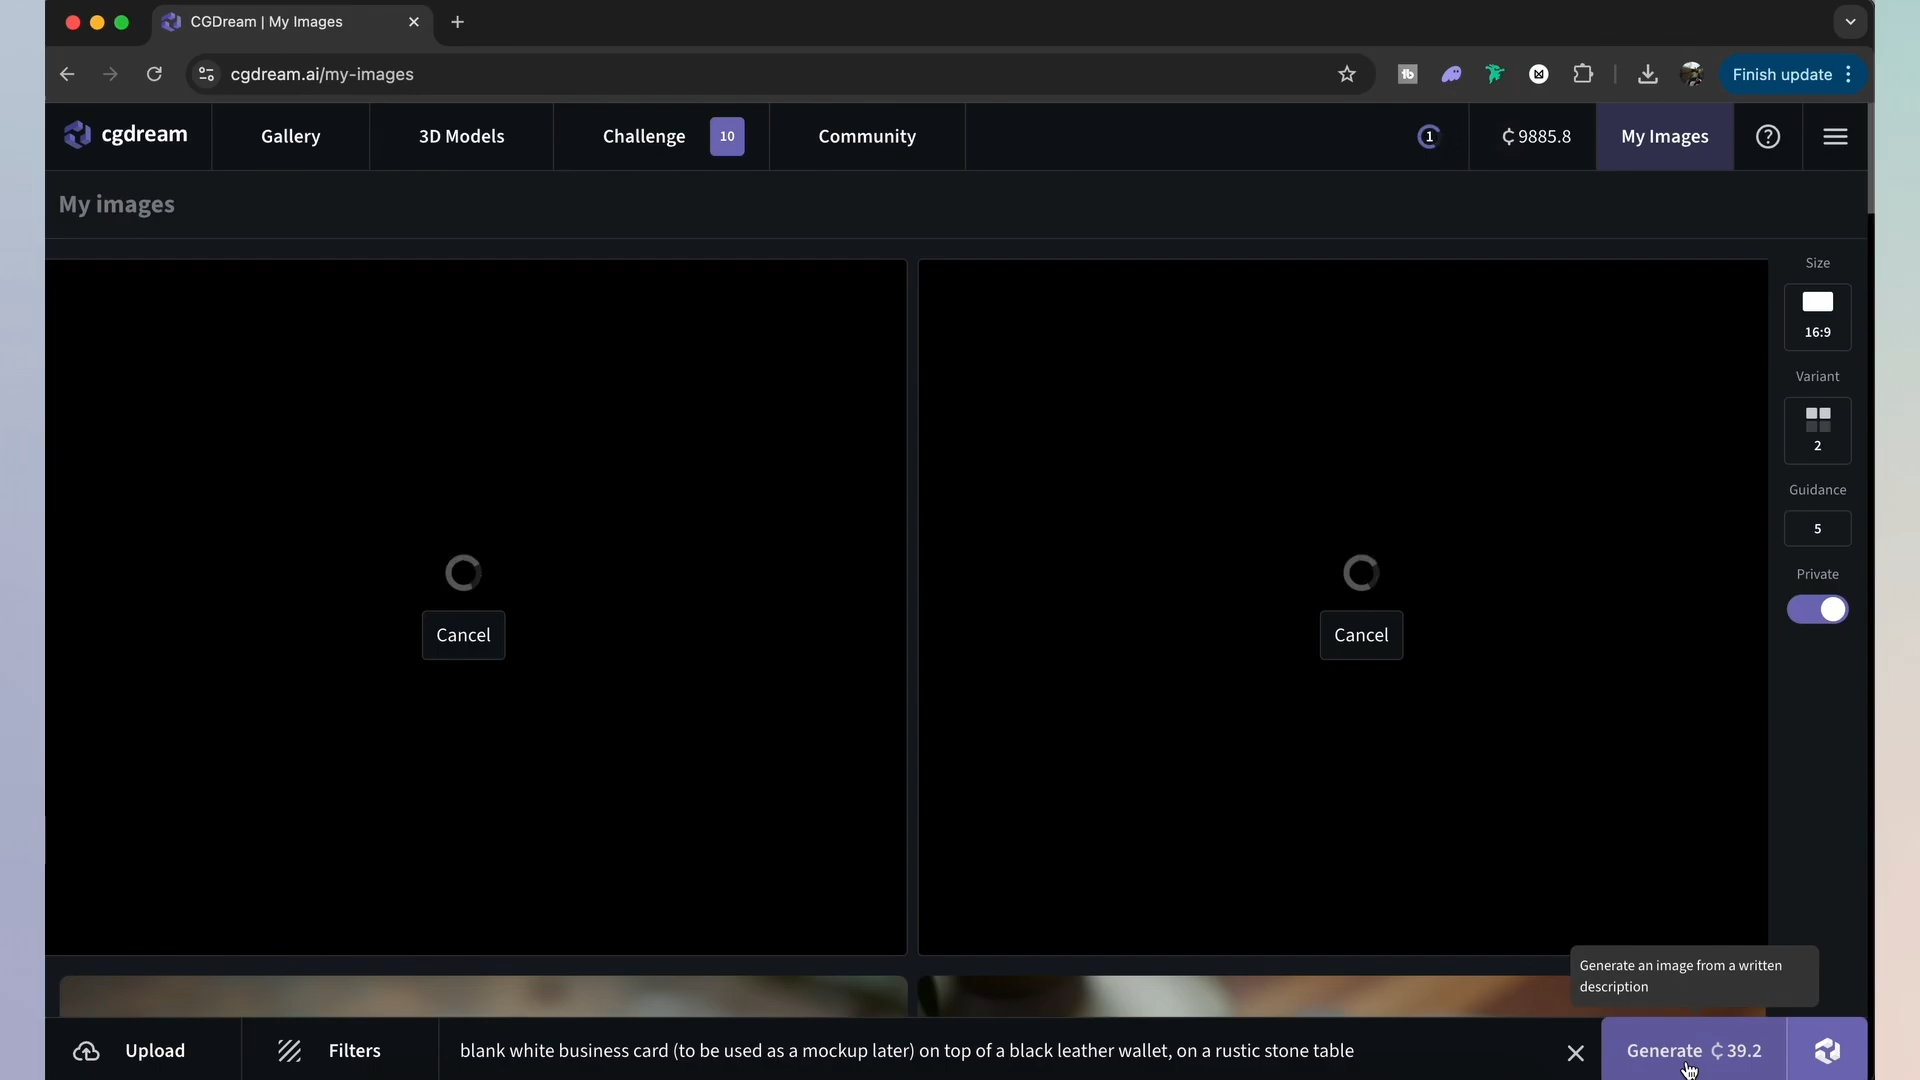 CGDream | My Images
cgdream.ai/my-images
tb
Finish update
cgdream
Gallery
3D Models
Challenge
10
Community
1
₵ 9885.8
My Images
?
My images
Size
16:9
Variant
2
Guidance
5
Private
Cancel
Cancel
Generate an image from a written
description
Upload
Filters
blank white business card (to be used as a mockup later) on top of a black leather wallet, on a rustic stone table
Generate ₵ 39.2